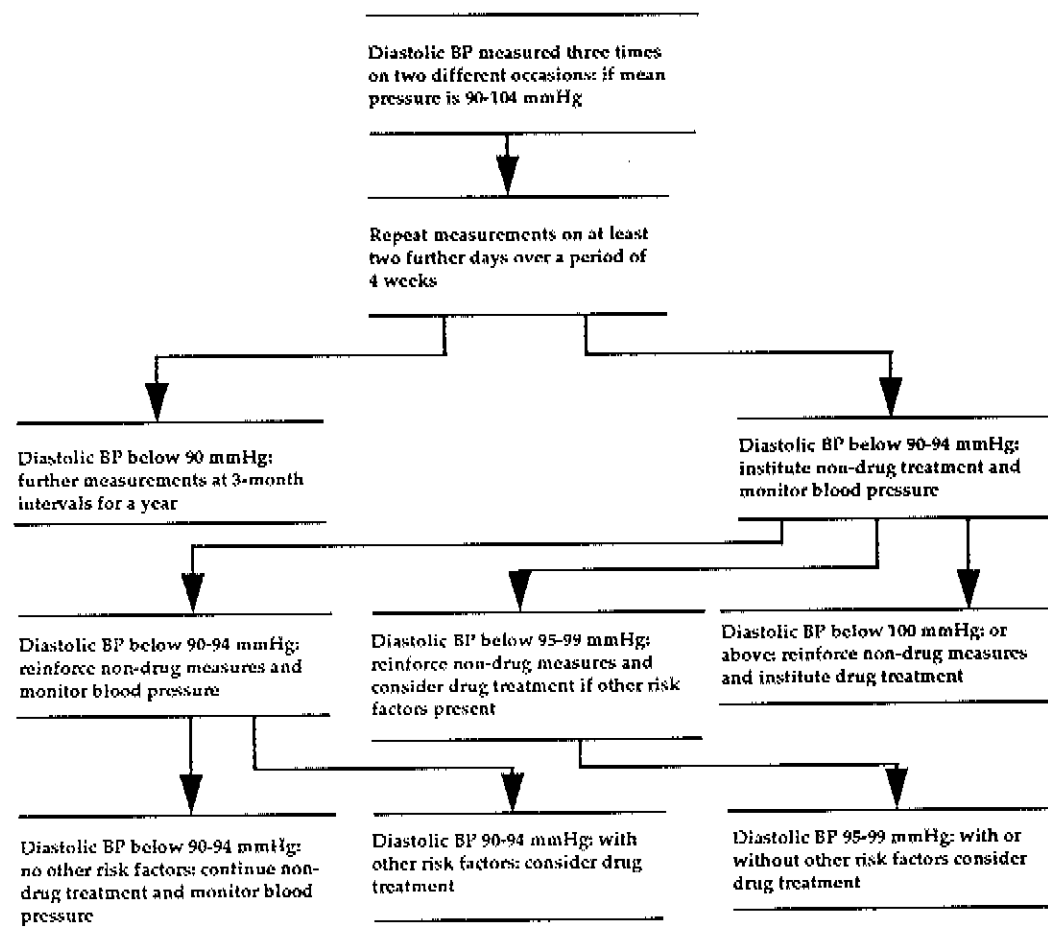 Diastolic BP measured three times
on two different occasions: if mean
pressure is 90-104 mmHg
Repeat measurements on at least
two further days over a period of
4 weeks
Diastolic BP below 90 mmHg:
further measurements at 3-month
intervals for a year
Diastolic BP below 90-94 mmHg:
institute non-drug treatment and
monitor blood pressure
Diastolic BP below 90-94 mmHg:
reinforce non-drug measures and
monitor blood pressure
Diastolic BP below 95-99 mmHg:
reinforce non-drug measures and
consider drug treatment if other risk
factors present
Diastolic BP below 100 mmHg: or
above: reinforce non-drug measures
and institute drug treatment
Diastolic BP below 90-94 mmHg:
no other risk factors: continue non-
drug treatment and monitor blood
pressure
Diastolic BP 90-94 mmHg: with
other risk factors: consider drug
treatment
Diastolic BP 95-99 mmHg: with or
without other risk factors consider
drug treatment